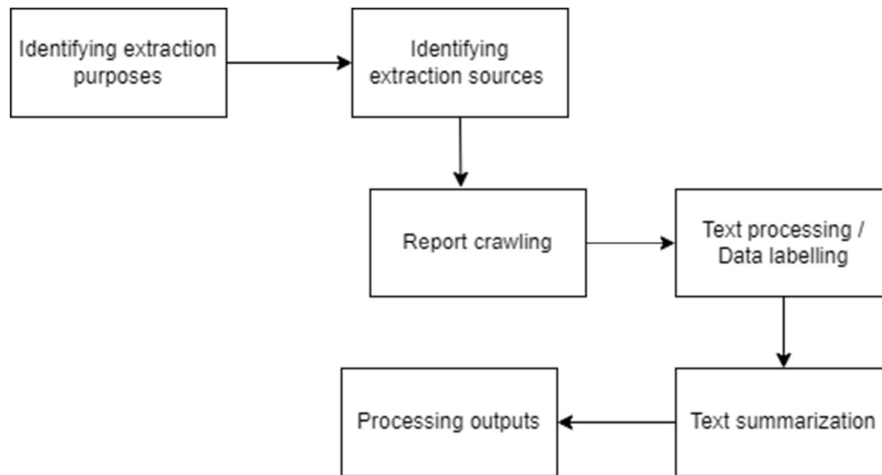 Identifying extraction
purposes
Identifying
extraction sources
Report crawling
Text processing /
Data labelling
Text summarization
Processing outputs